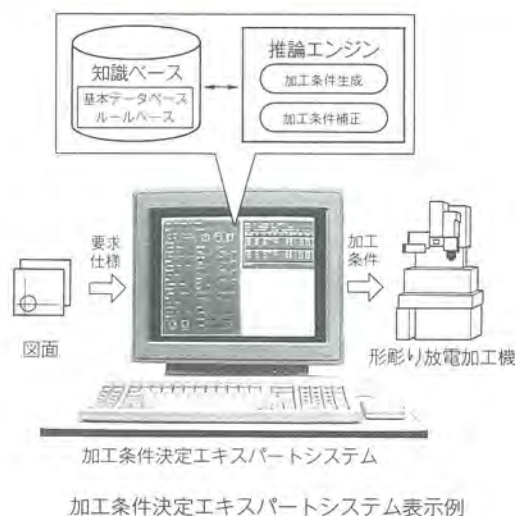 知識ベース
基本データベース
ルールベース
推論エンジン
加工条件生成
加工条件補正
要求
仕様
加工
条件
図面
形彫り放電加工機
加工条件決定エキスパートシステム
加工条件決定エキスパートシステム表示例